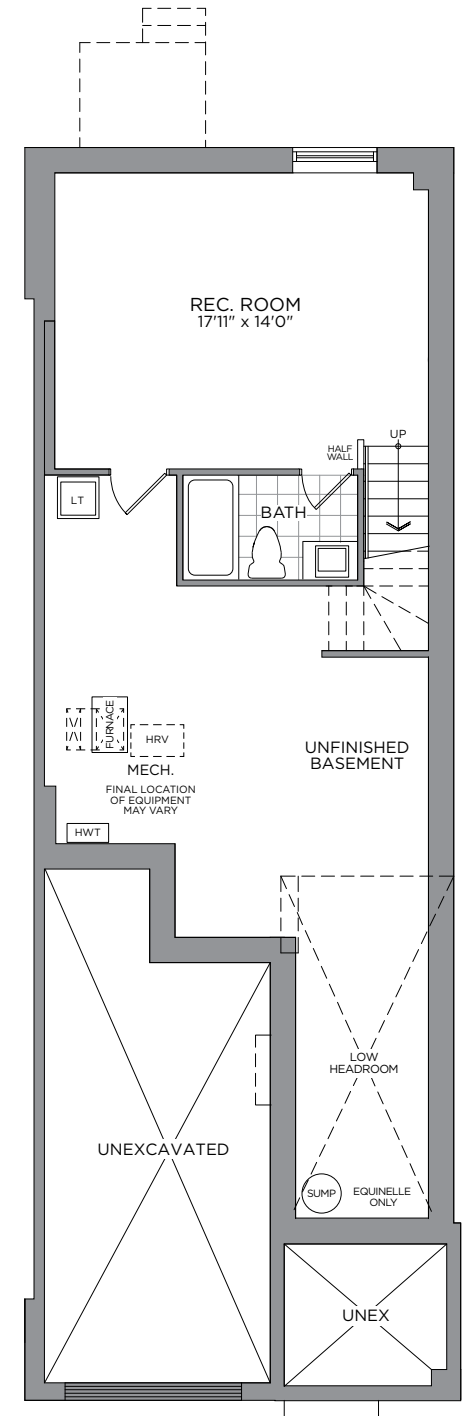 REC. ROOM
17'11" x 14'0"
HALF
WALL
UP
LT
BATH
FURNACE
HRV
MECH.
FINAL LOCATION
OF EQUIPMENT
MAY VARY
UNFINISHED
BASEMENT
HWT
LOW
HEADROOM
UNEXCAVATED
SUMP
EQUINELLE
ONLY
UNEX